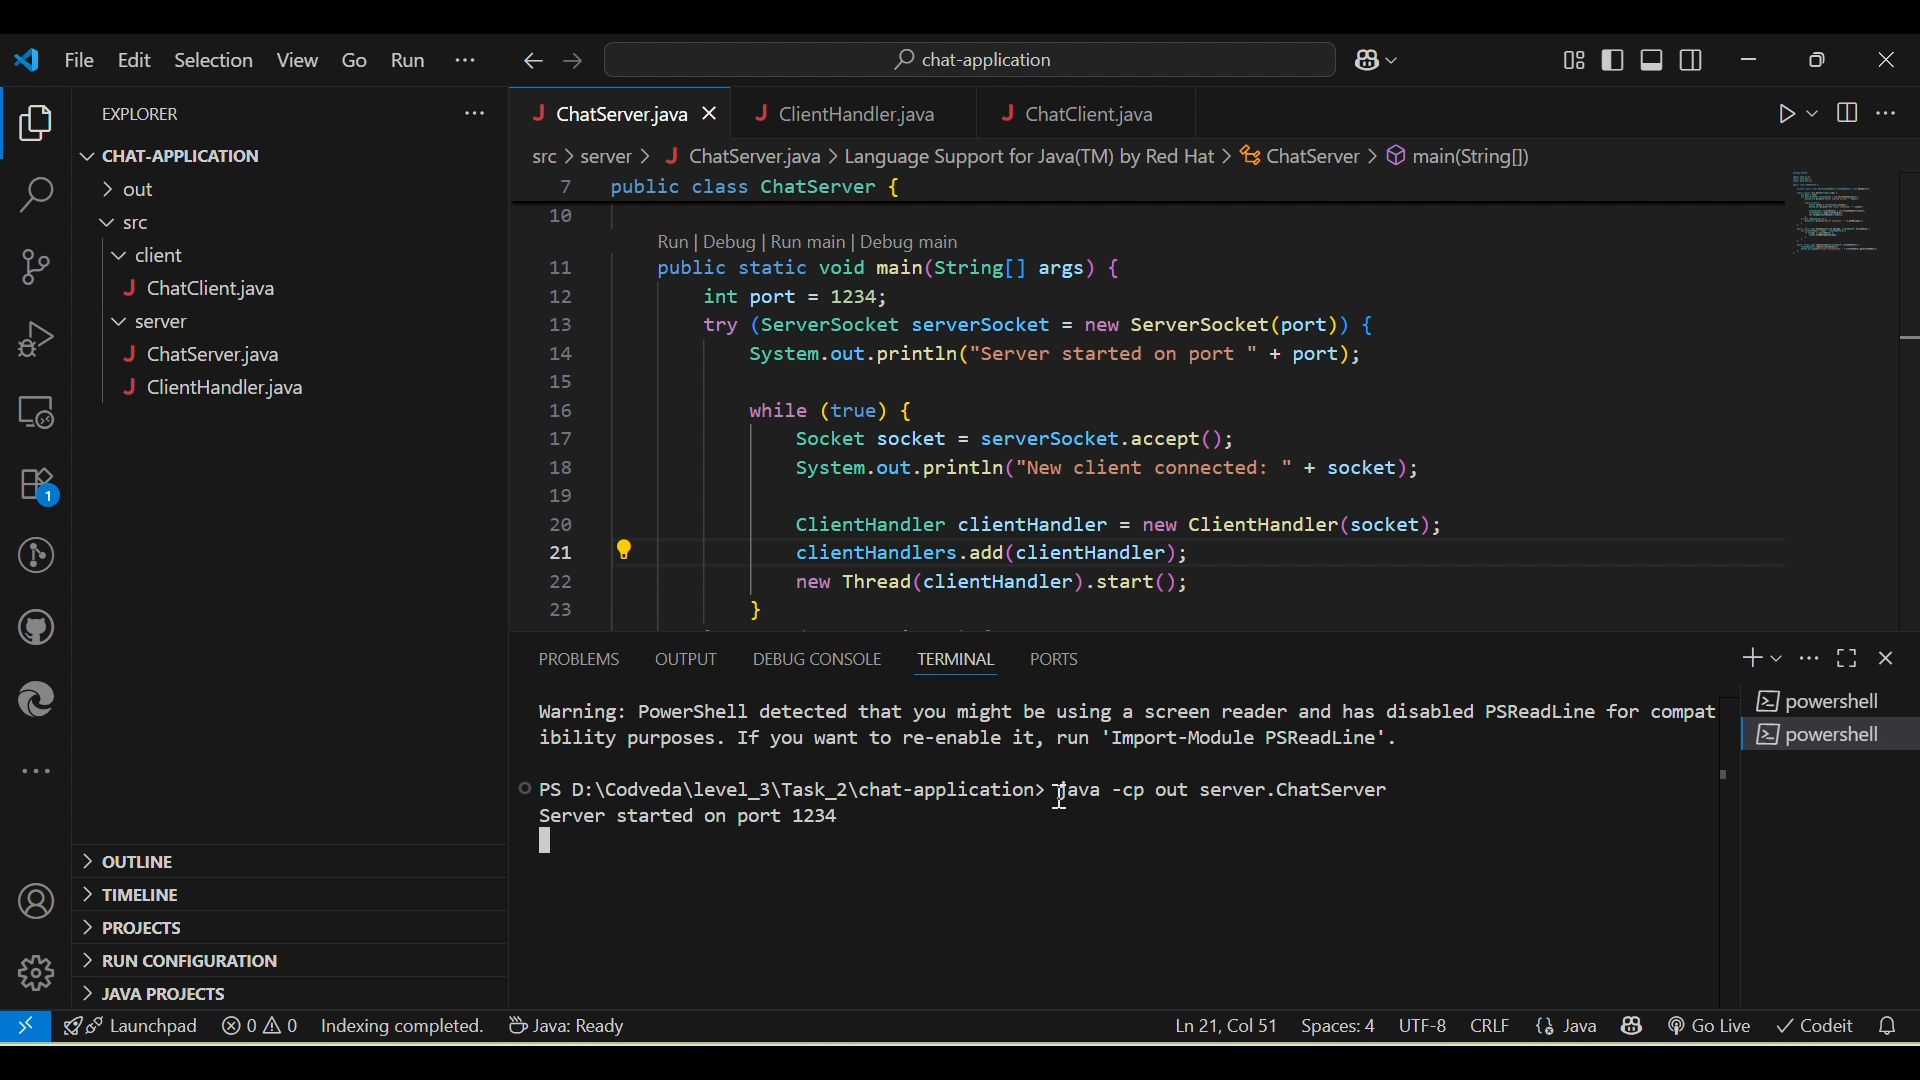 File Edit Selection View Go Run ···
chat-application
EXPLORER
CHAT-APPLICATION
out
src
client
ChatClient.java
server
ChatServer.java
ClientHandler.java
OUTLINE
TIMELINE
PROJECTS
RUN CONFIGURATION
JAVA PROJECTS
1
J ChatServer.java J ClientHandler.java J ChatClient.java
src > server > J ChatServer.java > Language Support for Java(TM) by Red Hat > ChatServer > main(String[])
7 public class ChatServer {
10
Run | Debug | Run main | Debug main
11 public static void main(String[] args) {
12 int port = 1234;
13 try (ServerSocket serverSocket = new ServerSocket(port)) {
14 System.out.println("Server started on port " + port);
15
16 while (true) {
17 Socket socket = serverSocket.accept();
18 System.out.println("New client connected: " + socket);
19
20 ClientHandler clientHandler = new ClientHandler(socket);
21 clientHandlers.add(clientHandler);
22 new Thread(clientHandler).start();
23 }
PROBLEMS OUTPUT DEBUG CONSOLE TERMINAL PORTS
Warning: PowerShell detected that you might be using a screen reader and has disabled PSReadLine for compat
ibility purposes. If you want to re-enable it, run 'Import-Module PSReadLine'.
PS D:\Codveda\level_3\Task_2\chat-application> java -cp out server.ChatServer
Server started on port 1234
powershell
powershell
Launchpad 0 0 Indexing completed. Java: Ready Ln 21, Col 51 Spaces: 4 UTF-8 CRLF Java Go Live Codeit